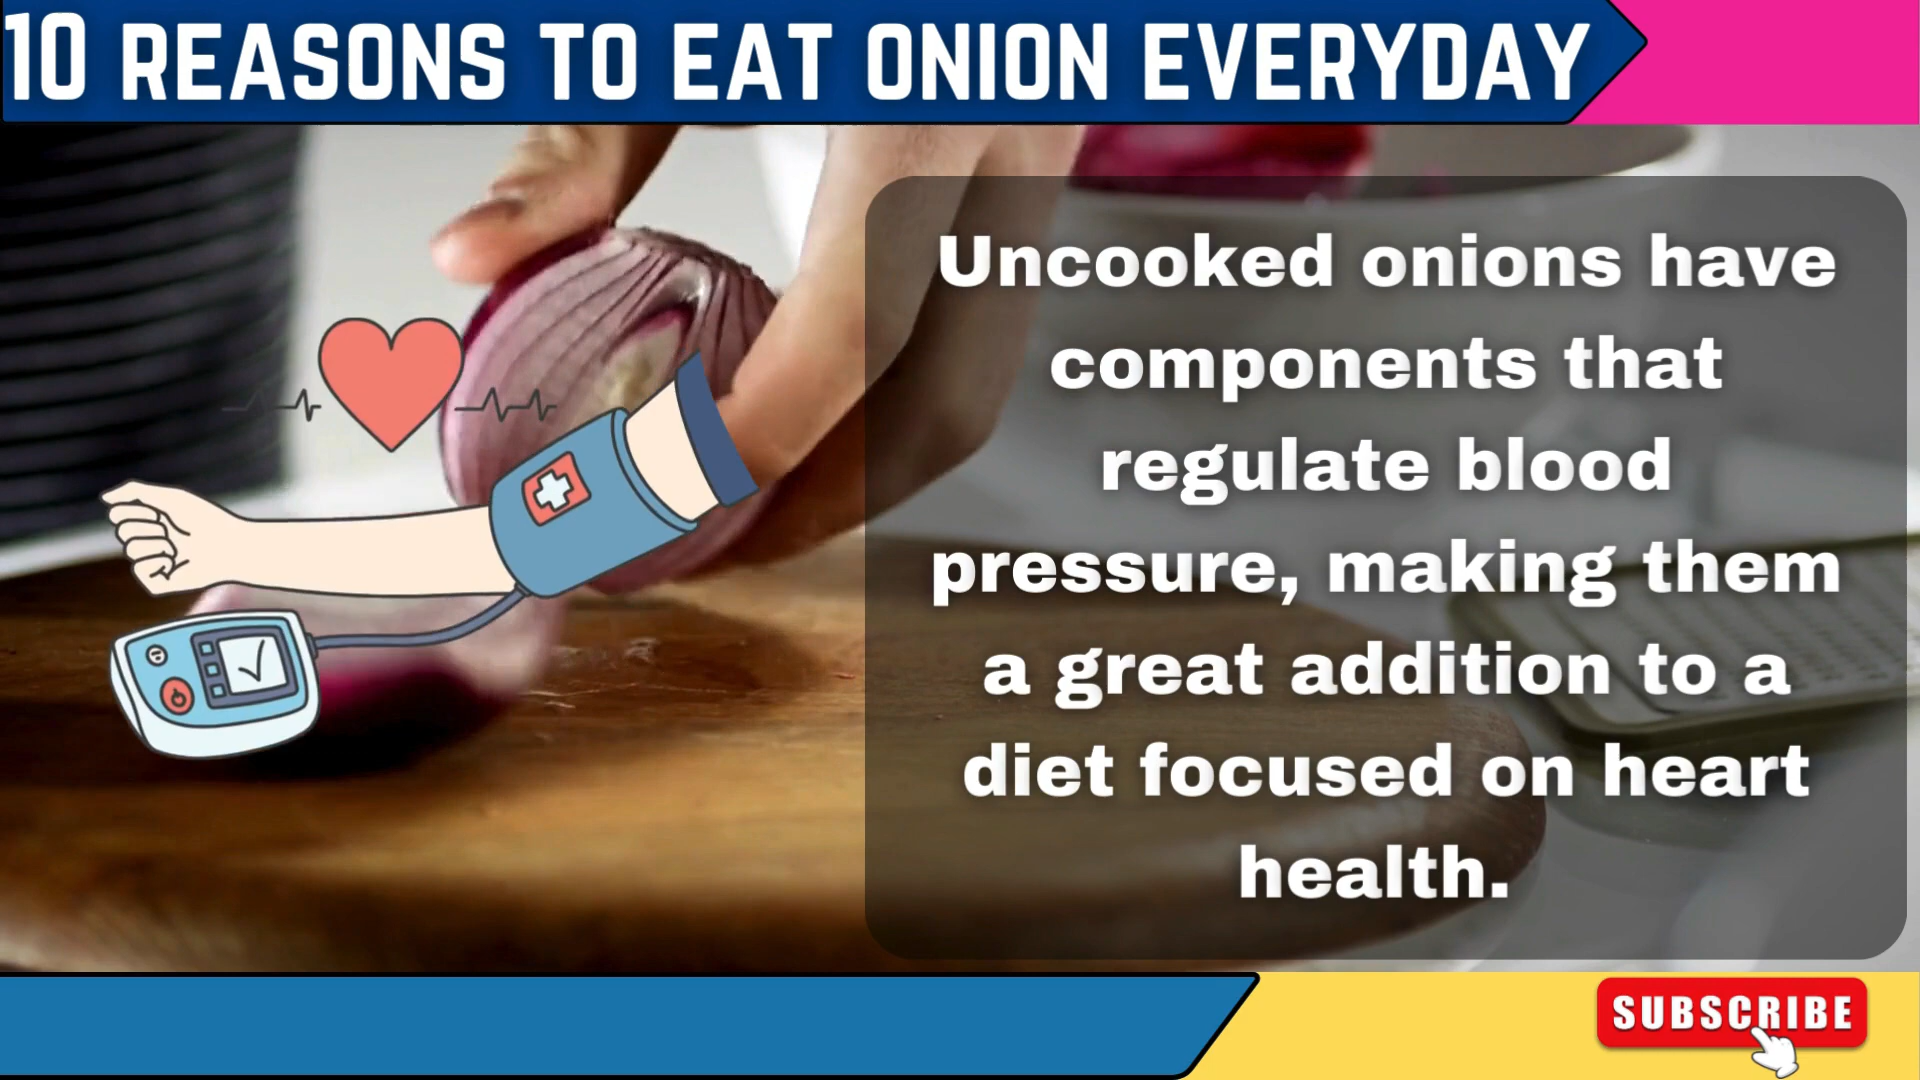 10 REASONS TO EAT ONION EVERYDAY
Uncooked onions have
components that
regulate blood
pressure, making them
a great addition to a
diet focused on heart
health.
SUBSCRIBE